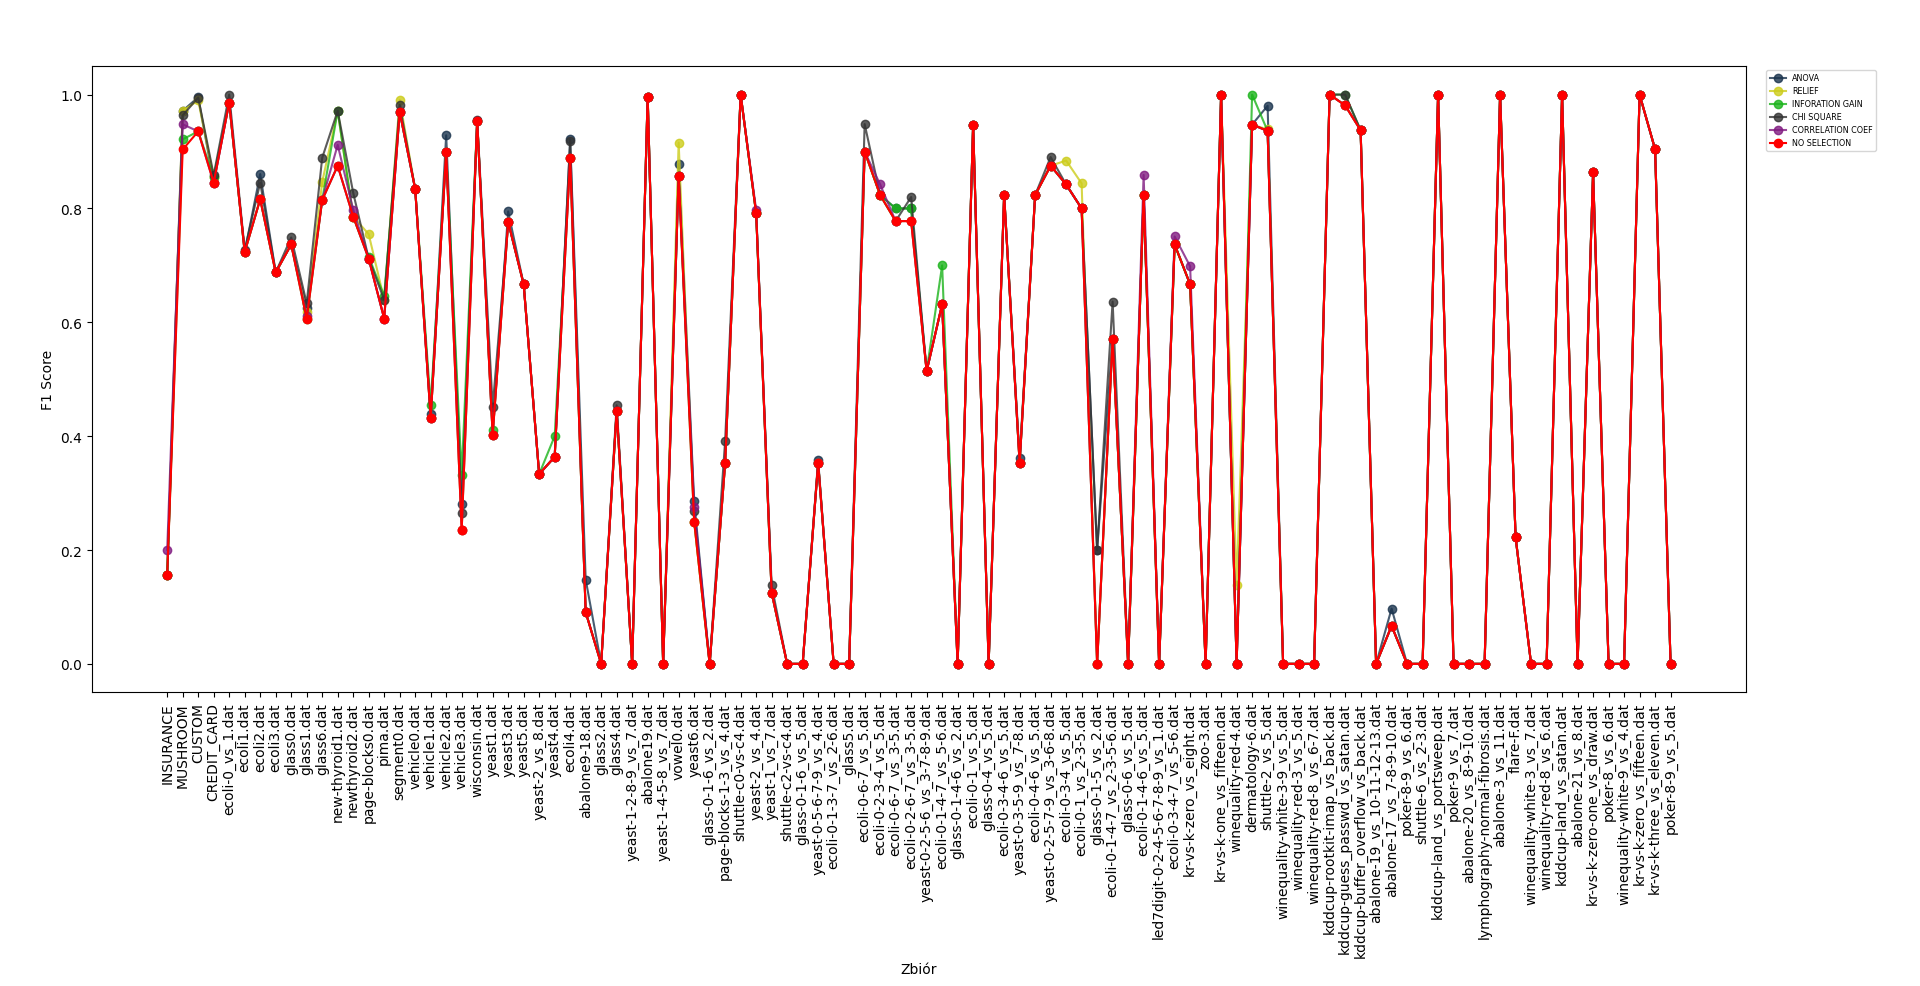 ANOVA
RELIEF
INFORATION GAIN
CHI SQUARE
CORRELATION COEF
NO SELECTION
F1 Score
1.0
0.8
0.6
0.4
0.2
0.0
INSURANCE
MUSHROOM
CUSTOM
CREDIT_CARD
ecoli-0_vs_1.dat
ecoli1.dat
ecoli2.dat
ecoli3.dat
glass0.dat
glass1.dat
glass6.dat
new-thyroid1.dat
newthyroid2.dat
page-blocks0.dat
pima.dat
segment0.dat
vehicle0.dat
vehicle1.dat
vehicle2.dat
vehicle3.dat
wisconsin.dat
yeast1.dat
yeast3.dat
yeast5.dat
yeast-2_vs_8.dat
yeast4.dat
ecoli4.dat
abalone9-18.dat
glass2.dat
glass4.dat
yeast-1-2-8-9_vs_7.dat
abalone19.dat
yeast-1-4-5-8_vs_7.dat
vowel0.dat
yeast6.dat
glass-0-1-6_vs_2.dat
page-blocks-1-3_vs_4.dat
shuttle-c0-vs-c4.dat
yeast-2_vs_4.dat
yeast-1_vs_7.dat
shuttle-c2-vs-c4.dat
glass-0-1-6_vs_5.dat
yeast-0-5-6-7-9_vs_4.dat
ecoli-0-1-3-7_vs_2-6.dat
glass5.dat
ecoli-0-6-7_vs_5.dat
ecoli-0-2-3-4_vs_5.dat
ecoli-0-6-7_vs_3-5.dat
ecoli-0-2-6-7_vs_3-5.dat
yeast-0-2-5-6_vs_3-7-8-9.dat
ecoli-0-1-4-7_vs_5-6.dat
glass-0-1-4-6_vs_2.dat
ecoli-0-1_vs_5.dat
glass-0-4_vs_5.dat
ecoli-0-3-4-6_vs_5.dat
yeast-0-3-5-9_vs_7-8.dat
ecoli-0-4-6_vs_5.dat
yeast-0-2-5-7-9_vs_3-6-8.dat
ecoli-0-3-4_vs_5.dat
ecoli-0-1_vs_2-3-5.dat
glass-0-1-5_vs_2.dat
ecoli-0-1-4-7_vs_2-3-5-6.dat
glass-0-6_vs_5.dat
ecoli-0-1-4-6_vs_5.dat
led7digit-0-2-4-5-6-7-8-9_vs_1.dat
ecoli-0-3-4-7_vs_5-6.dat
kr-vs-k-zero_vs_eight.dat
zoo-3.dat
kr-vs-k-one_vs_fifteen.dat
winequality-red-4.dat
dermatology-6.dat
shuttle-2_vs_5.dat
winequality-white-3-9_vs_5.dat
winequality-red-3_vs_5.dat
winequality-red-8_vs_6-7.dat
kddcup-rootkit-imap_vs_back.dat
kddcup-guess_passwd_vs_satan.dat
kddcup-buffer_overflow_vs_back.dat
abalone-19_vs_10-11-12-13.dat
abalone-17_vs_7-8-9-10.dat
poker-8-9_vs_6.dat
shuttle-6_vs_2-3.dat
kddcup-land_vs_portsweep.dat
poker-9_vs_7.dat
abalone-20_vs_8-9-10.dat
lymphography-normal-fibrosis.dat
abalone-3_vs_11.dat
flare-F.dat
winequality-white-3_vs_7.dat
winequality-red-8_vs_6.dat
kddcup-land_vs_satan.dat
abalone-21_vs_8.dat
kr-vs-k-zero-one_vs_draw.dat
poker-8_vs_6.dat
winequality-white-9_vs_4.dat
kr-vs-k-zero_vs_fifteen.dat
kr-vs-k-three_vs_eleven.dat
poker-8-9_vs_5.dat
Zbiór